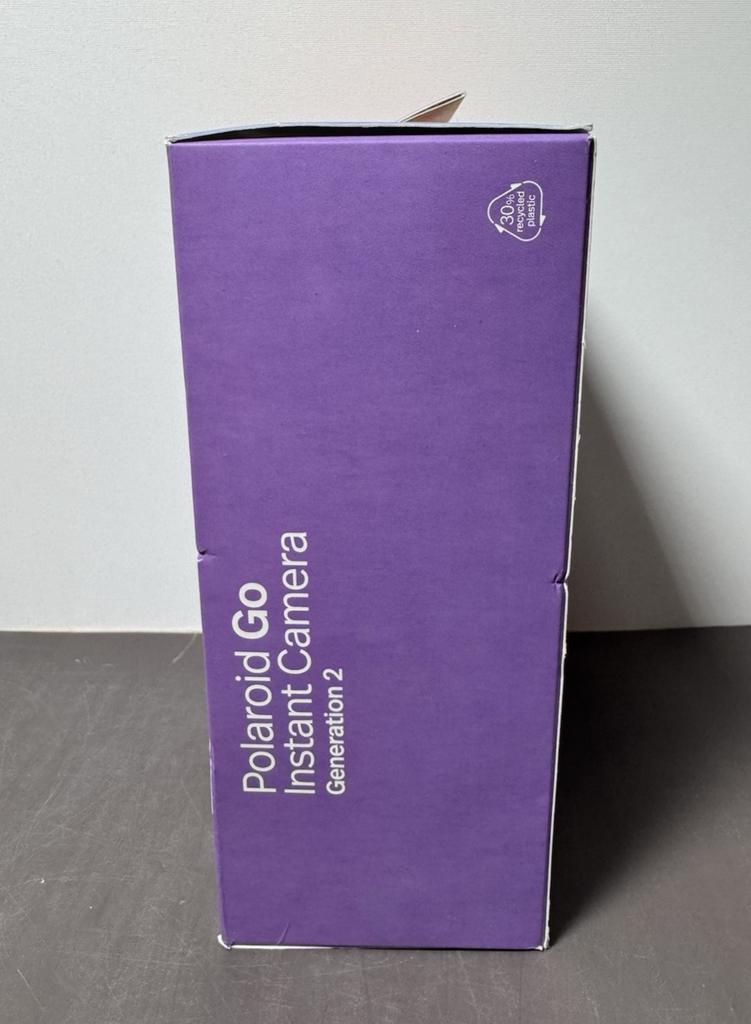 Polaroid Go
Instant Camera
Generation 2
30%
recycled
plastic